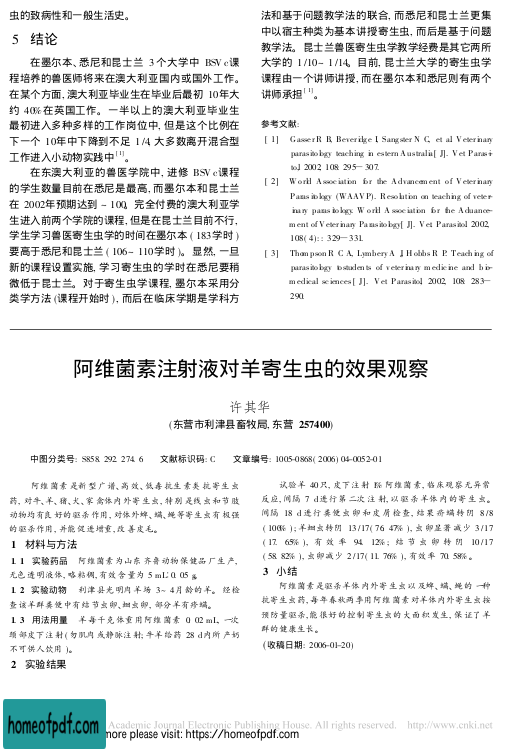 虫的致病性和一般生活史。
5 结论
在墨尔本、悉尼和昆士兰 3 个大学中 BSVc课
程培养的兽医师将来在澳大利亚国内或国外工作。
在某个方面,澳大利亚毕业生在毕业后最初 10年大
约 40%在英国工作。一半以上的澳大利亚毕业生
最初进入多种多样的工作岗位中,但是这个比例在
下一个 10年中下降到不足 1/4,大多数离开混合型
工作进入小动物实践中[1]。
在东澳大利亚的兽医学院中,进修 BSVc课程
的学生数量目前在悉尼是最高,而墨尔本和昆士兰
在 2002年预期达到 ~ 100。完全付费的澳大利亚学
生进入前两个学院的课程,但是在昆士兰目前不行,
学生学习兽医寄生虫学的时间在墨尔本 (183学时)
要高于悉尼和昆士兰 (106~ 110学时)。显然,一旦
新的课程设置实施,学习寄生虫的学时在悉尼要稍
微低于昆士兰。对于寄生虫学课程,墨尔本采用分
类学方法 (课程开始时),而后在临床学期是学科方
法和基于问题教学法的联合,而悉尼和昆士兰更集
中以宿主种类为基本讲授寄生虫,而后是基于问题
教学法。昆士兰兽医寄生虫学教学经费是其它两所
大学的 1/10- 1/14。目前,昆士兰大学的寄生虫学
课程由一个讲师讲授,而在墨尔本和悉尼则有两个
讲师承担[1]。
参考文献:
[1] Gasser R B, Beveridge I, Sangster N C, et al. Veterinary
parasitology teaching in eastern Australia[J]. Vet Parasi-
tol, 2002, 108: 295- 307.
[2] World Association for the Advancement of Veterinary
Parasitology (WAAVP). Resolution on teaching of veter-
inary parasitology. World Association for the Advance-
ment of Veterinary Parasitology[J]. Vet Parasitol, 2002,
108(4):: 329- 331.
[3] Thompson R C A, Lymbery A J, Hobbs R P. Teaching of
parasitology to students of veterinary medicine and bio-
medical sciences[J]. Vet Parasitol, 2002, 108: 283-
290.
阿维菌素注射液对羊寄生虫的效果观察
许其华
(东营市利津县畜牧局,东营 257400)
中图分类号: S858. 292. 274. 6 文献标识码: C 文章编号: 1005-0868(2006)04-0052-01
阿维菌素是新型广谱、高效、低毒抗生素类抗寄生虫
药,对牛、羊、猪、犬、家禽体内外寄生虫,特别是线虫和节肢
动物均有良好的驱杀作用,对体外蜱、螨、蝇等寄生虫有极强
的驱杀作用,并能促进增重,改善皮毛。
1 材料与方法
1. 1 实验药品 阿维菌素为山东齐鲁动物保健品厂生产,
无色透明液体,略粘稠,有效含量为 5 mL: 0. 05 g。
1. 2 实验动物 利津县光明肉羊场 3~ 4月龄的羊。经检
查该羊群粪便中有结节虫卵、细虫卵,部分羊有疥螨。
1. 3 用法用量 羊每千克体重用阿维菌素 0. 02 mL,一次
颈部皮下注射 (勿肌肉或静脉注射;牛羊给药 28 d内所产奶
不可供人饮用)。
2 实验结果
试验羊 40只,皮下注射 1%阿维菌素,临床观察无异常
反应,间隔 7 d进行第二次注射,以驱杀羊体内的寄生虫。
间隔 18 d进行粪便虫卵和皮屑检查,结果疥螨转阴 8/8
(100%);羊细虫转阴 13/17(76. 47%),虫卵显著减少 3/17
(17. 65%),有效率 94. 12%;结节虫卵转阴 10/17
(58. 82%),虫卵减少 2/17(11. 76%),有效率 70. 58%。
3 小结
阿维菌素是驱杀羊体内外寄生虫以及蜱、螨、蝇的一种
抗寄生虫药,每年春秋两季用阿维菌素对羊体内外寄生虫按
预防量驱杀,能很好的控制寄生虫的大面积发生,保证了羊
群的健康生长。
(收稿日期: 2006-01-20)
Academic Journal Electronic Publishing House. All rights reserved. http://www.cnki.net
homeofpdf.com
more please visit: https://homeofpdf.com